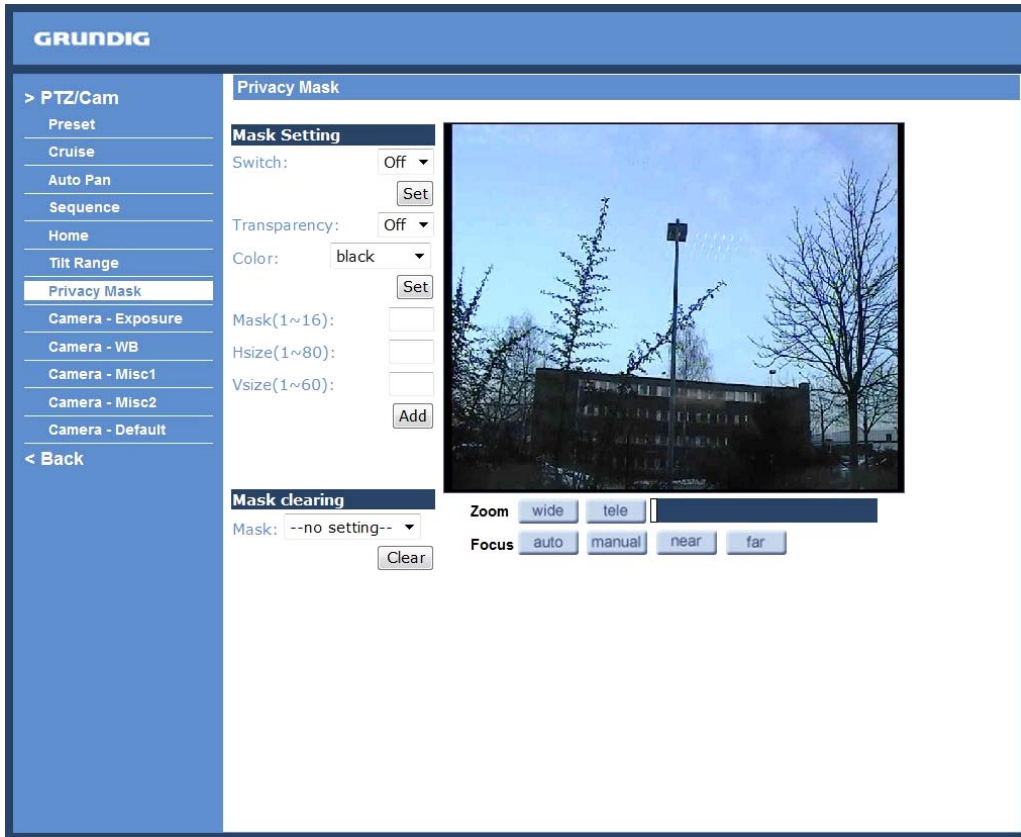 GRUNDIG
> PTZ/Cam
Preset
Cruise
Auto Pan
Sequence
Home
Tilt Range
Privacy Mask
Camera - Exposure
Camera - WB
Camera - Misc1
Camera - Misc2
Camera - Default
< Back
Privacy Mask
Mask Setting
Switch: Off
Set
Transparency: Off
Color: black
Set
Mask(1~16):
Hsize(1~80):
Vsize(1~60):
Add
Mask clearing
Mask: --no setting--
Clear
Zoom wide tele
Focus auto manual near far